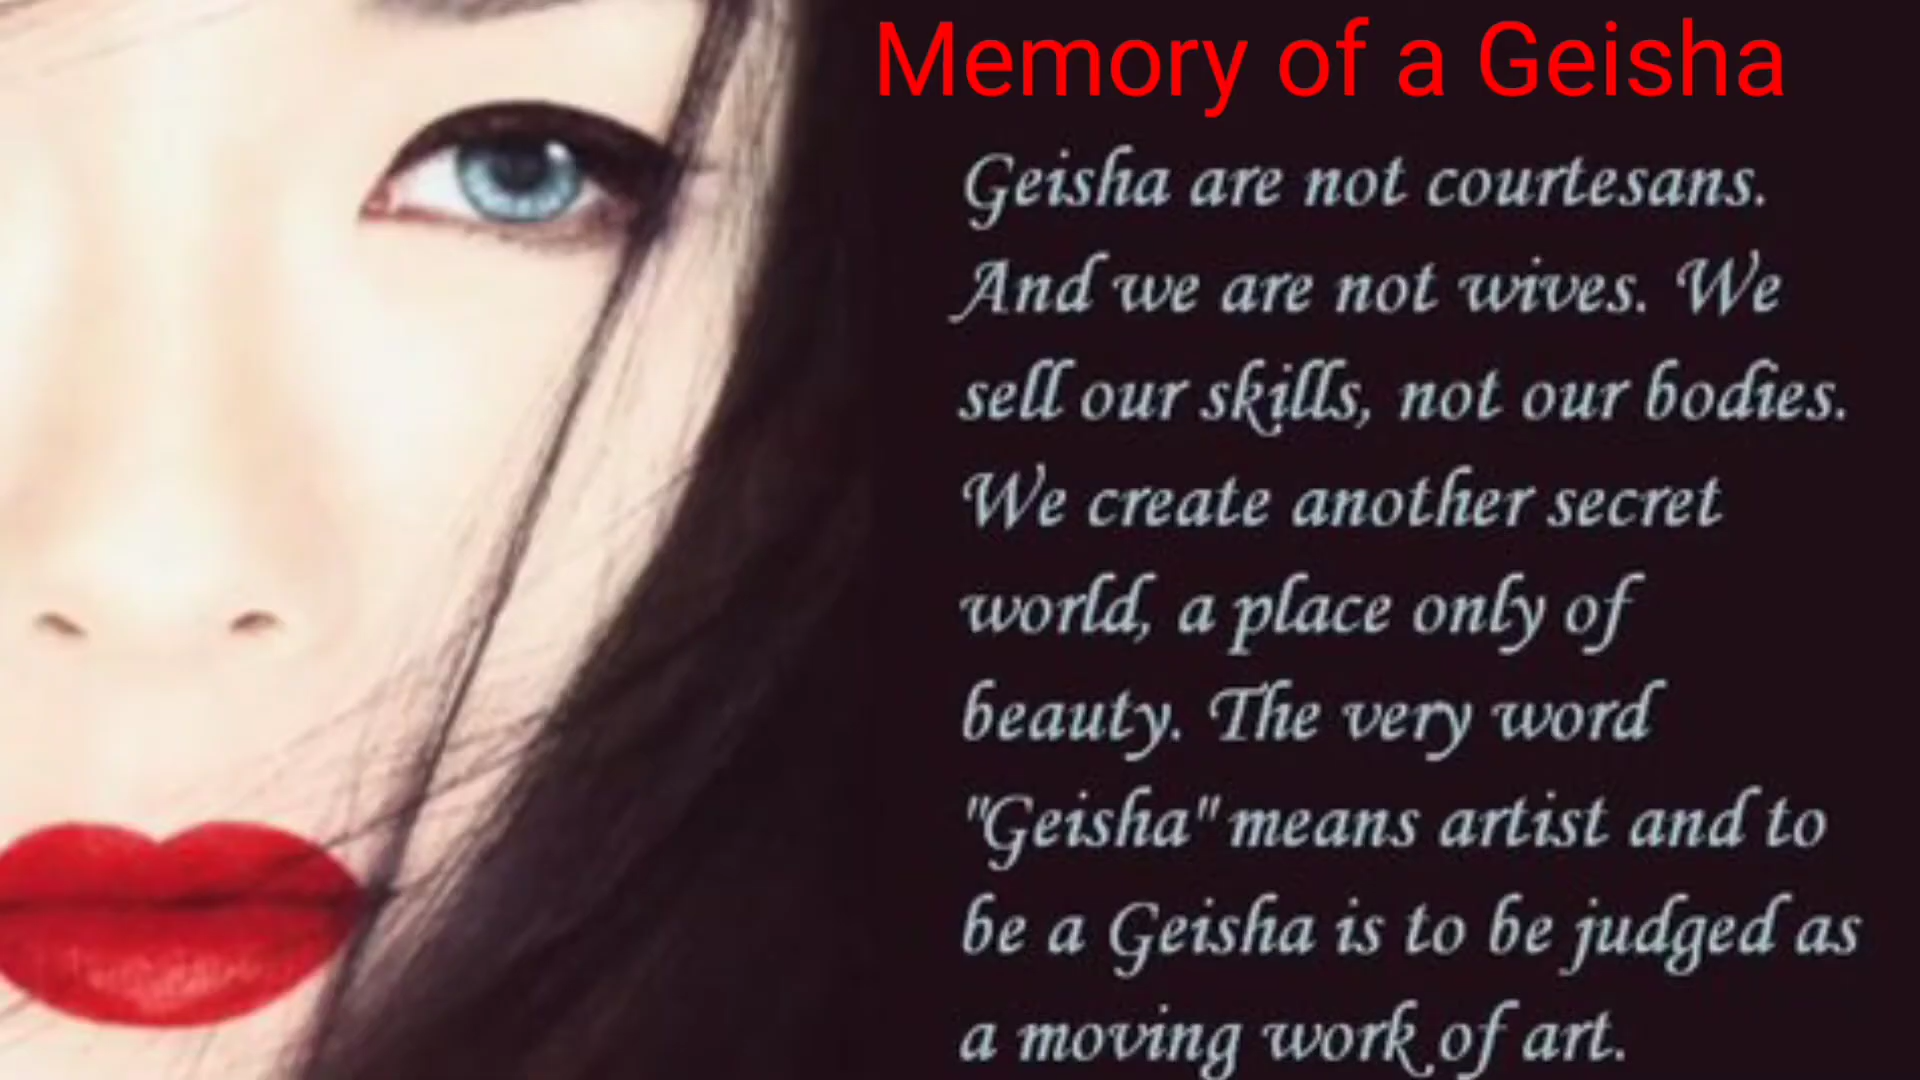 Memory of a Geisha
Geisha are not courtesans.
And we are not wives. We
sell our skills, not our bodies.
We create another secret
world, a place only of
beauty. The very word
"Geisha" means artist and to
be a Geisha is to be judged as
a moving work of art.